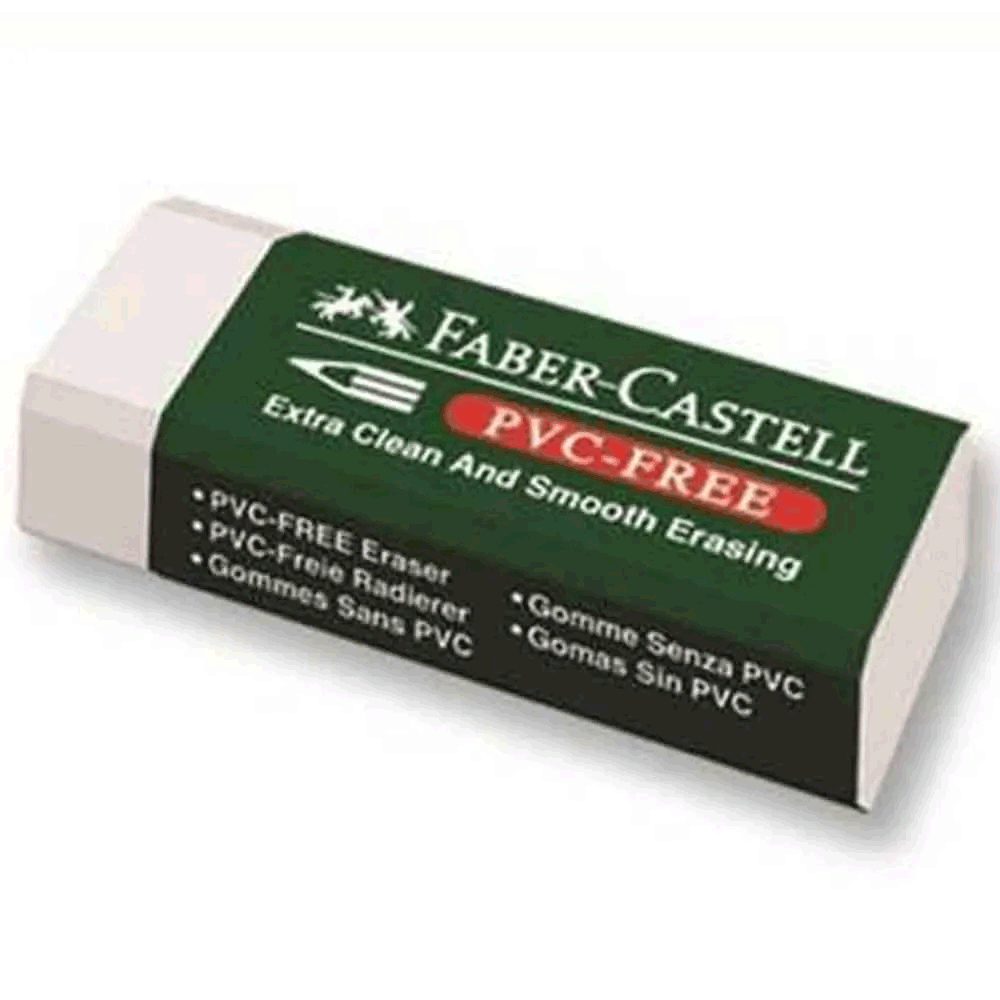 FABER-CASTELL
PVC-FREE
Extra Clean And Smooth Erasing
• PVC-FREE Eraser
• PVC-Freie Radierer
• Gommes Sans PVC
• Gomme Senza PVC
• Gomas Sin PVC